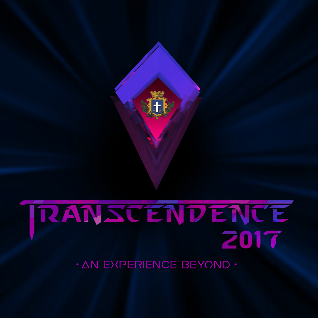 TRANSCENDENCE
2017
• AN EXPERIENCE BEYOND •